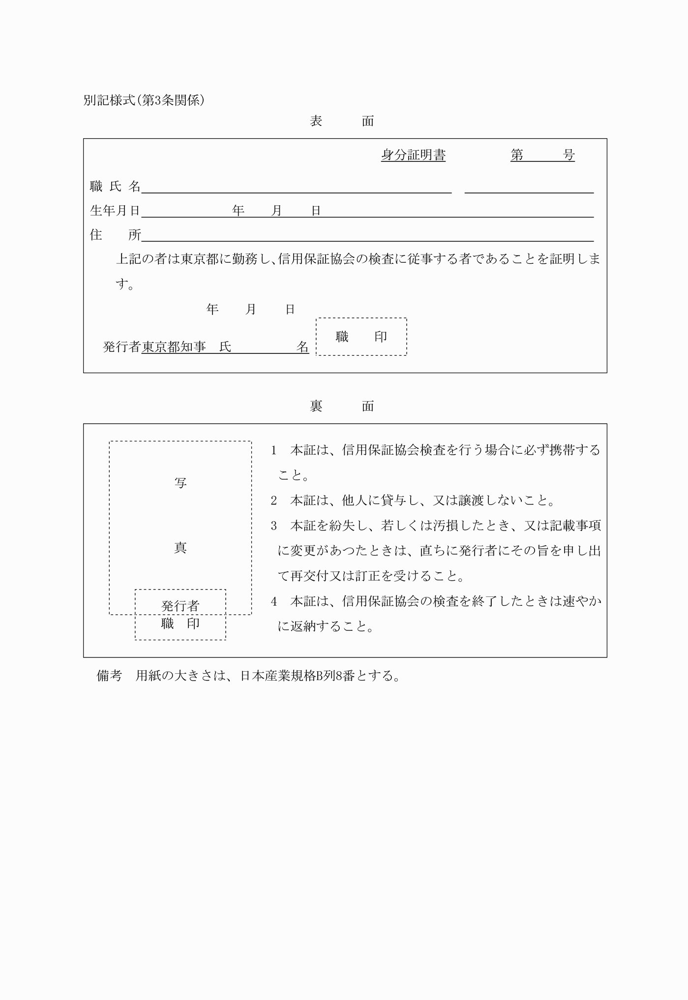 別記様式(第3条関係)
表　　　面
身分証明書　　　　　第　　　号
職 氏 名
生年月日　　　　　　　年　　月　　日
住　　所
上記の者は東京都に勤務し、信用保証協会の検査に従事する者であることを証明しま
す。
年　　月　　日
職　　印
発行者東京都知事　氏　　　　　名
裏　　　面
写
真
発行者
職　印
1　本証は、信用保証協会検査を行う場合に必ず携帯する
こと。
2　本証は、他人に貸与し、又は譲渡しないこと。
3　本証を紛失し、若しくは汚損したとき、又は記載事項
に変更があつたときは、直ちに発行者にその旨を申し出
て再交付又は訂正を受けること。
4　本証は、信用保証協会の検査を終了したときは速やか
に返納すること。
備考　用紙の大きさは、日本産業規格B列8番とする。